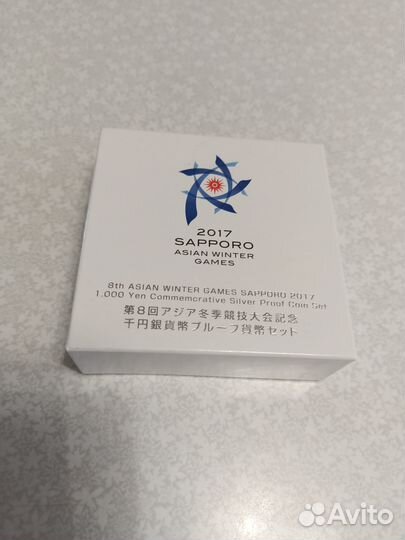 2017
SAPPORO
ASIAN WINTER
GAMES
8th ASIAN WINTER GAMES SAPPORO 2017
1,000 Yen Commemorative Silver Proof Coin Set
第8回アジア冬季競技大会記念
千円銀貨幣プルーフ貨幣セット
Avito